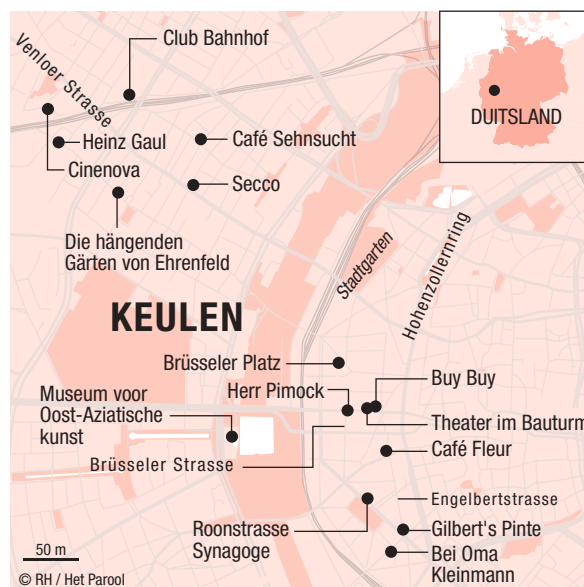 Club Bahnhof
Venloer Strasse
DUITSLAND
Heinz Gaul
Café Sehnsucht
Cinenova
Secco
Die hängenden
Gärten von Ehrenfeld
Stadtgarten
Hohenzollernring
KEULEN
Brüsseler Platz
Buy Buy
Herr Pimock
Museum voor
Oost-Aziatische
kunst
Theater im Bauturm
Café Fleur
Brüsseler Strasse
Engelbertstrasse
Roonstrasse
Synagoge
Gilbert's Pinte
Bei Oma
Kleinmann
50 m
© RH / Het Parool